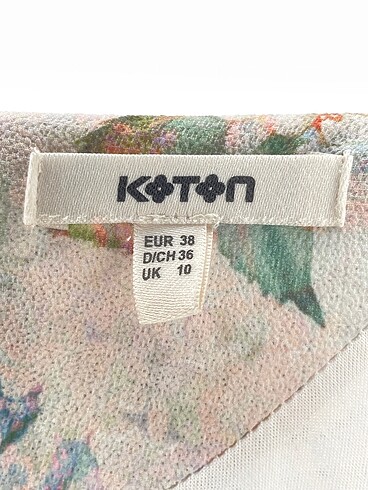 KOTON
EUR 38
D/CH 36
UK 10